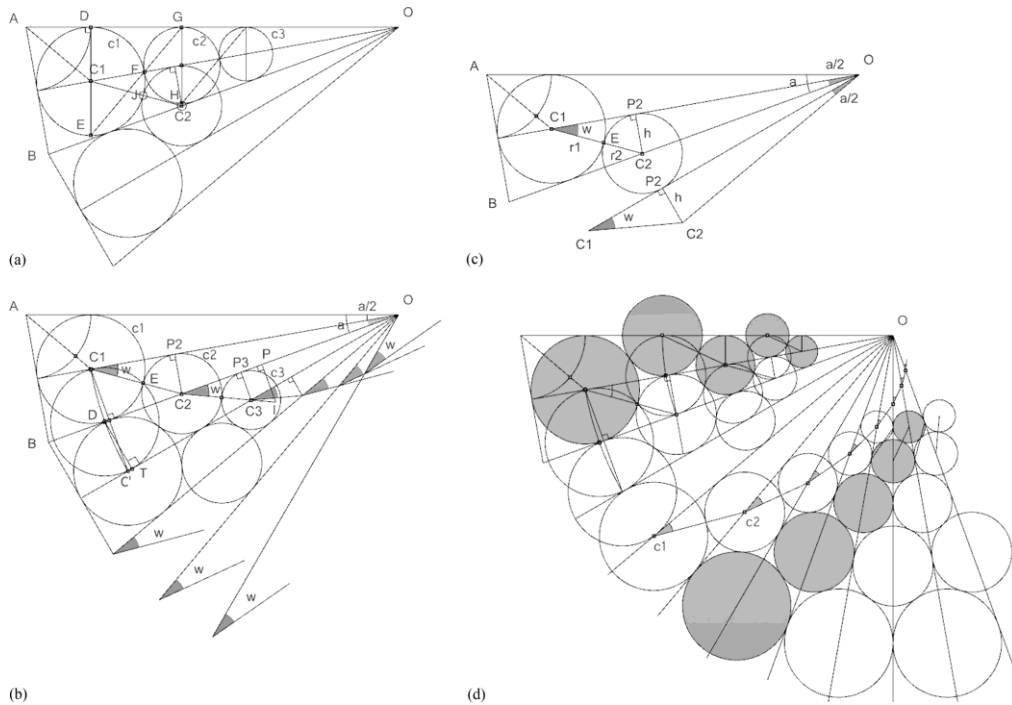 A D G O
c1 c2 c3
C1 F
J H
C2
E
B
(a)
O
a/2
A a
a/2
P2
C1
w E h
r1 r2 C2
B P2 h
w
C1 C2
(c)
A O
a/2
c1 a
P2 c2 P w
C1 P3 c3
w E
w
C2 C3 l
D
B
T
C'
w
w
w
(b)
O
c2
c1
(d)